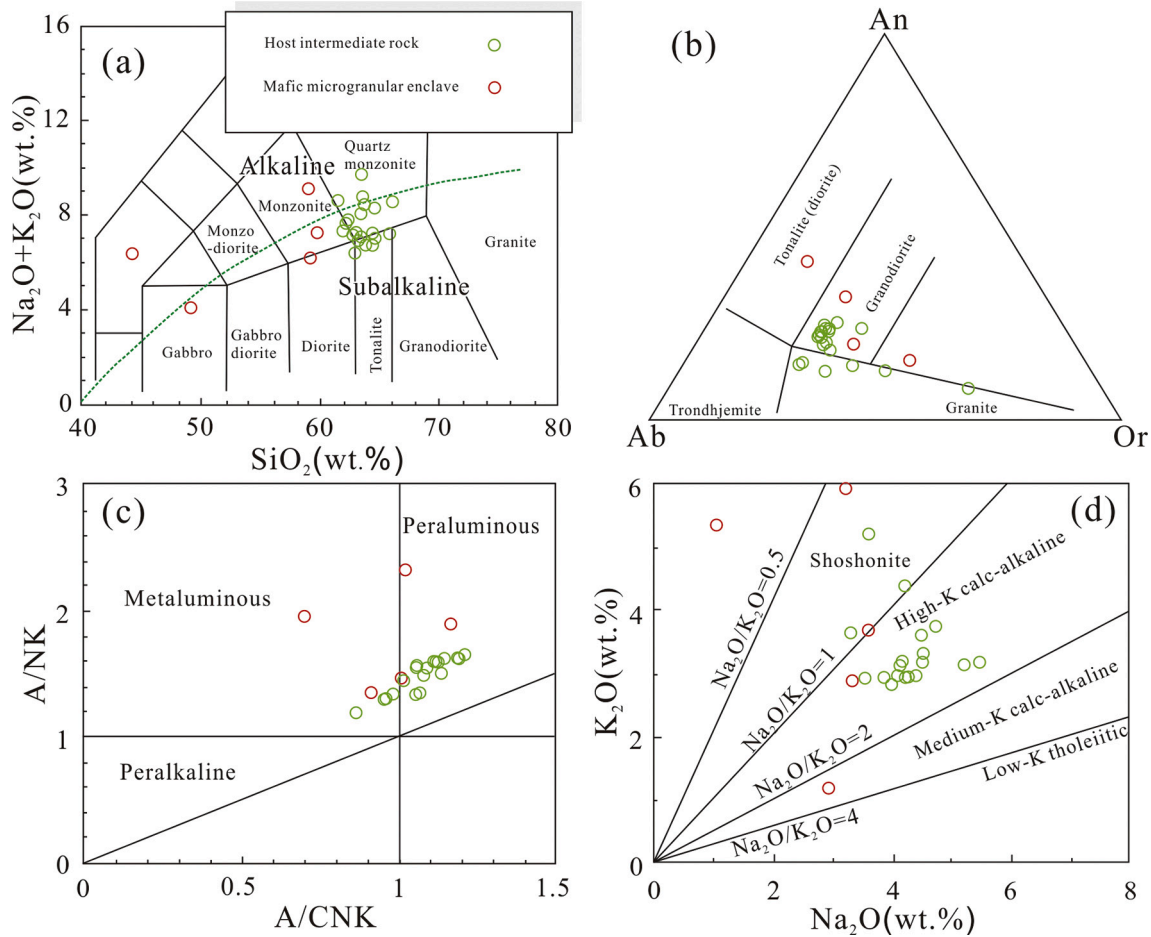 (a)
Host intermediate rock
Mafic microgranular enclave
Na₂O+K₂O(wt.%)
16
12
8
4
0
40
50
60
70
80
SiO₂(wt.%)
Alkaline
Quartz
monzonite
Monzonite
Monzo
-diorite
Granite
Subalkaline
Gabbro
Gabbro
diorite
Diorite
Tonalite
Granodiorite
(b)
An
Tonalite (diorite)
Granodiorite
Trondhjemite
Granite
Ab
Or
(c)
A/NK
3
2
1
0
0
0.5
1
1.5
A/CNK
Peraluminous
Metaluminous
Peralkaline
(d)
K₂O(wt.%)
6
4
2
0
0
2
4
6
8
Na₂O(wt.%)
Na₂O/K₂O=0.5
Shoshonite
Na₂O/K₂O=1
High-K calc-alkaline
Na₂O/K₂O=2
Medium-K calc-alkaline
Na₂O/K₂O=4
Low-K tholeiitic